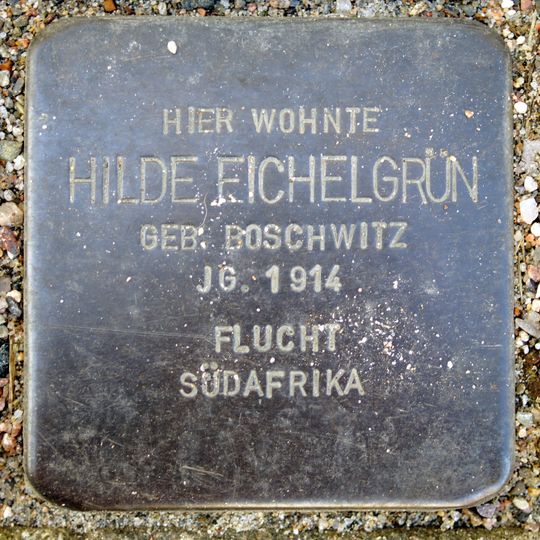 HIER WOHNTE
HILDE EICHELGRÜN
GEB. BOSCHWITZ
JG. 1914
FLUCHT
SÜDAFRIKA